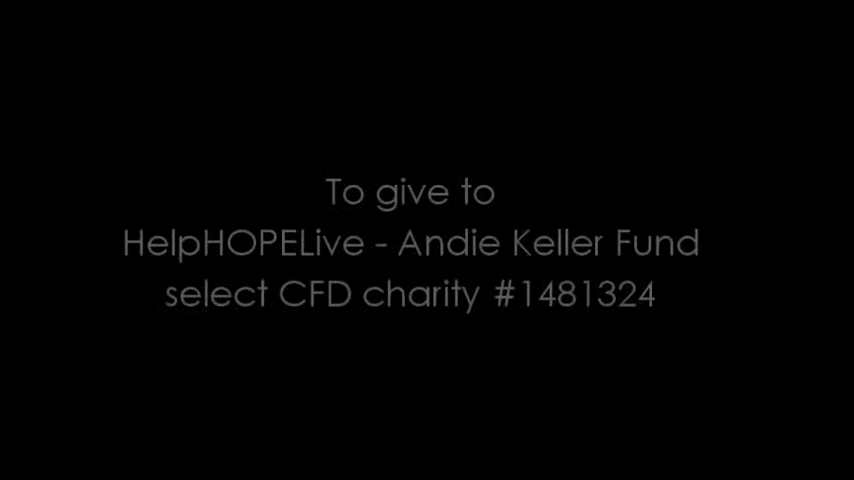 To give to
HelpHOPELive - Andie Keller Fund
select CFD charity #1481324